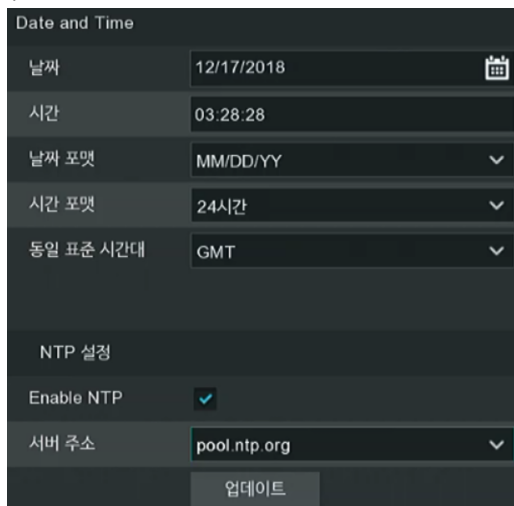 Date and Time
날짜 12/17/2018
시간 03:28:28
날짜 포맷 MM/DD/YY
시간 포맷 24시간
동일 표준 시간대 GMT
NTP 설정
Enable NTP
서버 주소 pool.ntp.org
업데이트